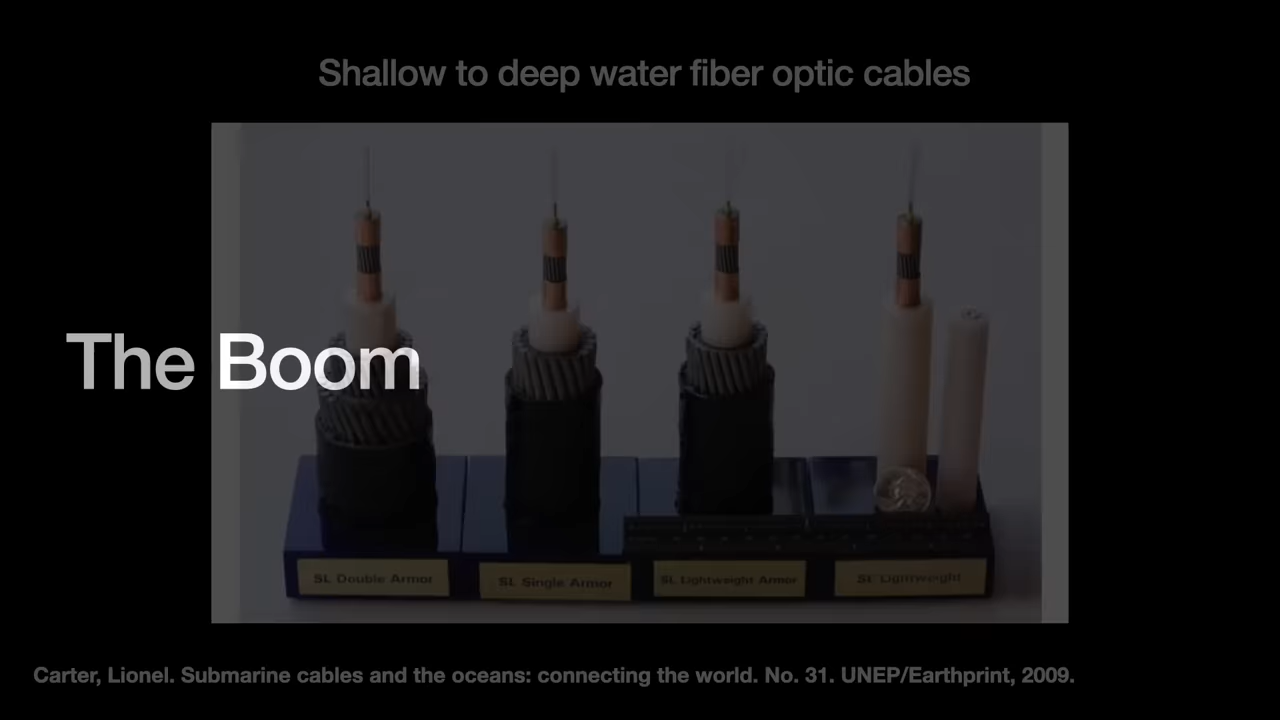 Shallow to deep water fiber optic cables
The Boom
SL Double Armor
SL Single Armor
SL Lightweight Armor
SL Lightweight
Carter, Lionel. Submarine cables and the oceans: connecting the world. No. 31. UNEP/Earthprint, 2009.